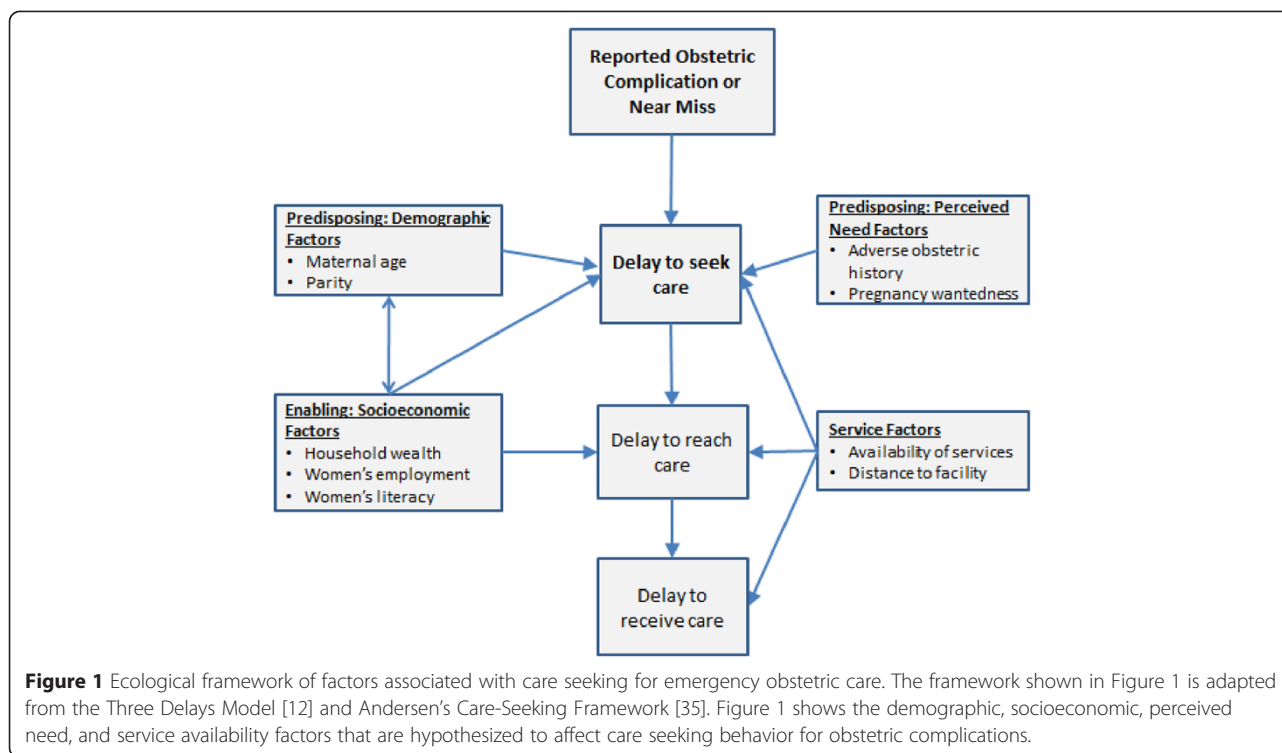 Reported Obstetric
Complication or
Near Miss
Predisposing: Demographic
Factors
• Maternal age
• Parity
Delay to seek
care
Predisposing: Perceived
Need Factors
• Adverse obstetric
history
• Pregnancy wantedness
Enabling: Socioeconomic
Factors
• Household wealth
• Women's employment
• Women's literacy
Delay to reach
care
Service Factors
• Availability of services
• Distance to facility
Delay to
receive care
Figure 1 Ecological framework of factors associated with care seeking for emergency obstetric care. The framework shown in Figure 1 is adapted
from the Three Delays Model [12] and Andersen's Care-Seeking Framework [35]. Figure 1 shows the demographic, socioeconomic, perceived
need, and service availability factors that are hypothesized to affect care seeking behavior for obstetric complications.